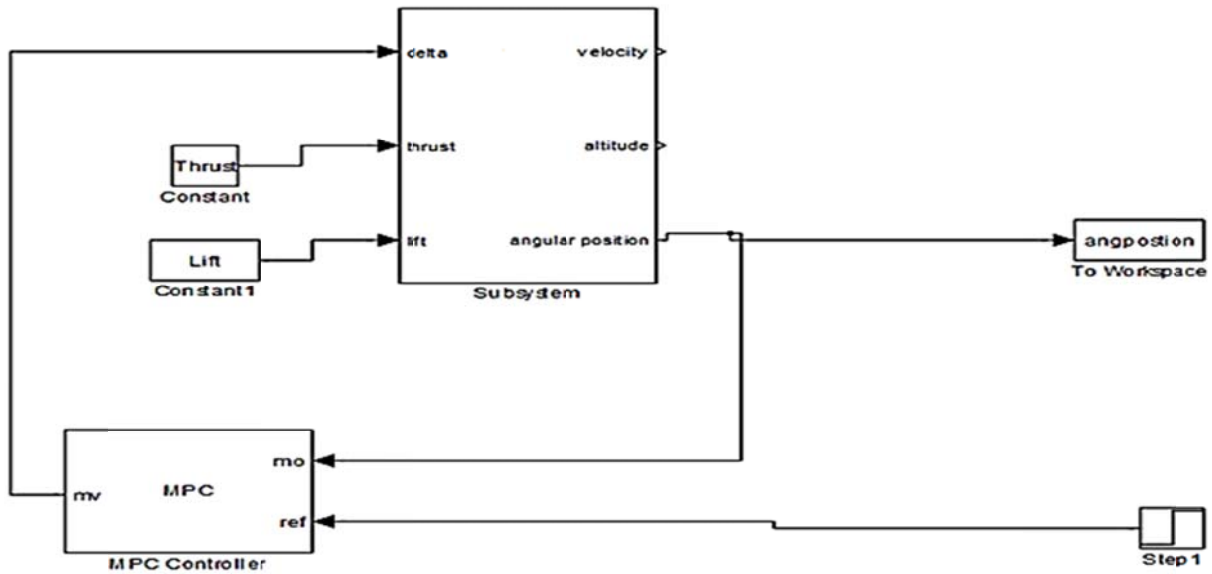 delta
velocity
thrust
altitude
Thrust
Constant
lift
angular position
Lift
Constant1
Subsystem
angpostion
To Workspace
mo
MPC
mv
ref
MPC Controller
Step1